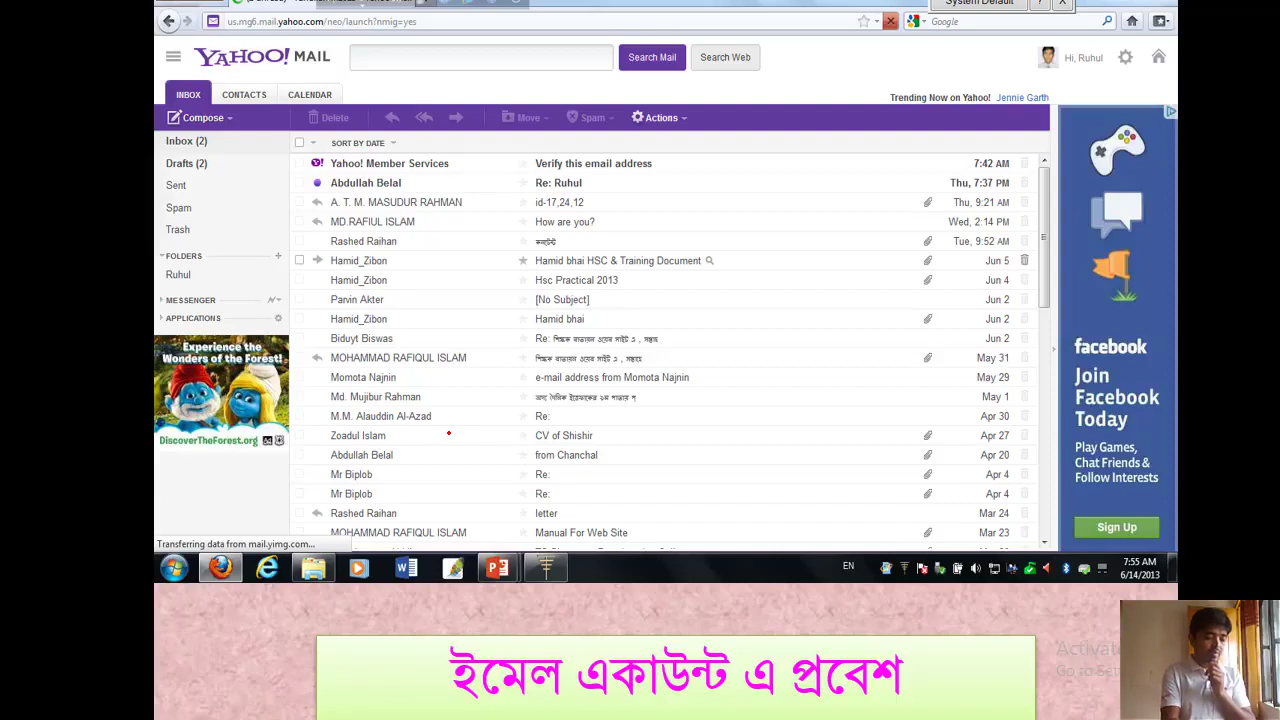 System Default ?
us.mg6.mail.yahoo.com/neo/launch?nmig=yes
Google
YAHOO! MAIL
Search Mail
Search Web
Hi, Ruhul
INBOX CONTACTS CALENDAR
Trending Now on Yahoo! Jennie Garth
Compose
Delete
Move
Spam
Actions
Inbox (2)
Drafts (2)
Sent
Spam
Trash
FOLDERS
Ruhul
MESSENGER
APPLICATIONS
Experience the
Wonders of the Forest!
DiscoverTheForest.org
SORT BY DATE
Yahoo! Member Services Verify this email address 7:42 AM
Abdullah Belal Re: Ruhul Thu, 7:37 PM
A. T. M. MASUDUR RAHMAN id-17,24,12 Thu, 9:21 AM
MD.RAFIUL ISLAM How are you? Wed, 2:14 PM
Rashed Raihan Tue, 9:52 AM
Hamid_Zibon Hamid bhai HSC & Training Document Jun 5
Hamid_Zibon Hsc Practical 2013 Jun 4
Parvin Akter [No Subject] Jun 2
Hamid_Zibon Hamid bhai Jun 2
Biduyt Biswas Re: Jun 2
MOHAMMAD RAFIQUL ISLAM May 31
Momota Najnin e-mail address from Momota Najnin May 29
Md. Mujibur Rahman May 1
M.M. Alauddin Al-Azad Re: Apr 30
Zoadul Islam CV of Shishir Apr 27
Abdullah Belal from Chanchal Apr 20
Mr Biplob Re: Apr 4
Mr Biplob Re: Apr 4
Rashed Raihan letter Mar 24
MOHAMMAD RAFIQUL ISLAM Manual For Web Site Mar 23
facebook
Join
Facebook
Today
Play Games,
Chat Friends &
Follow Interests
Sign Up
Transferring data from mail.yimg.com...
EN
7:55 AM
6/14/2013
ইমেল একাউন্ট এ প্রবেশ